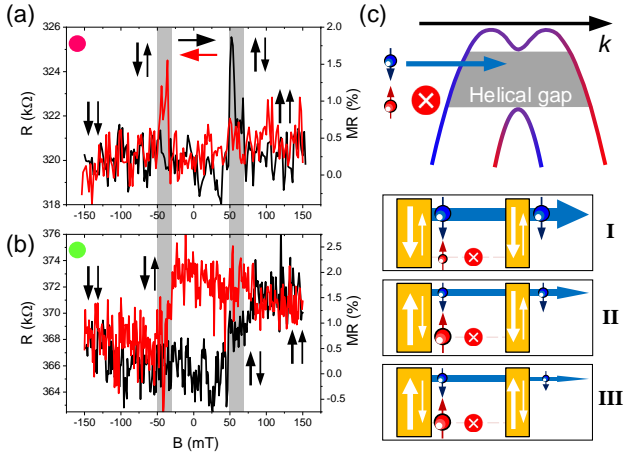 (a)
326
324
322
320
318
R (kΩ)
2.0
1.5
1.0
0.5
0.0
MR (%)
-150 -100 -50 0 50 100 150
(b)
376
374
372
370
368
366
364
R (kΩ)
2.5
2.0
1.5
1.0
0.5
0.0
-0.5
MR (%)
-150 -100 -50 0 50 100 150
B (mT)
(c)
k
Helical gap
I
II
III